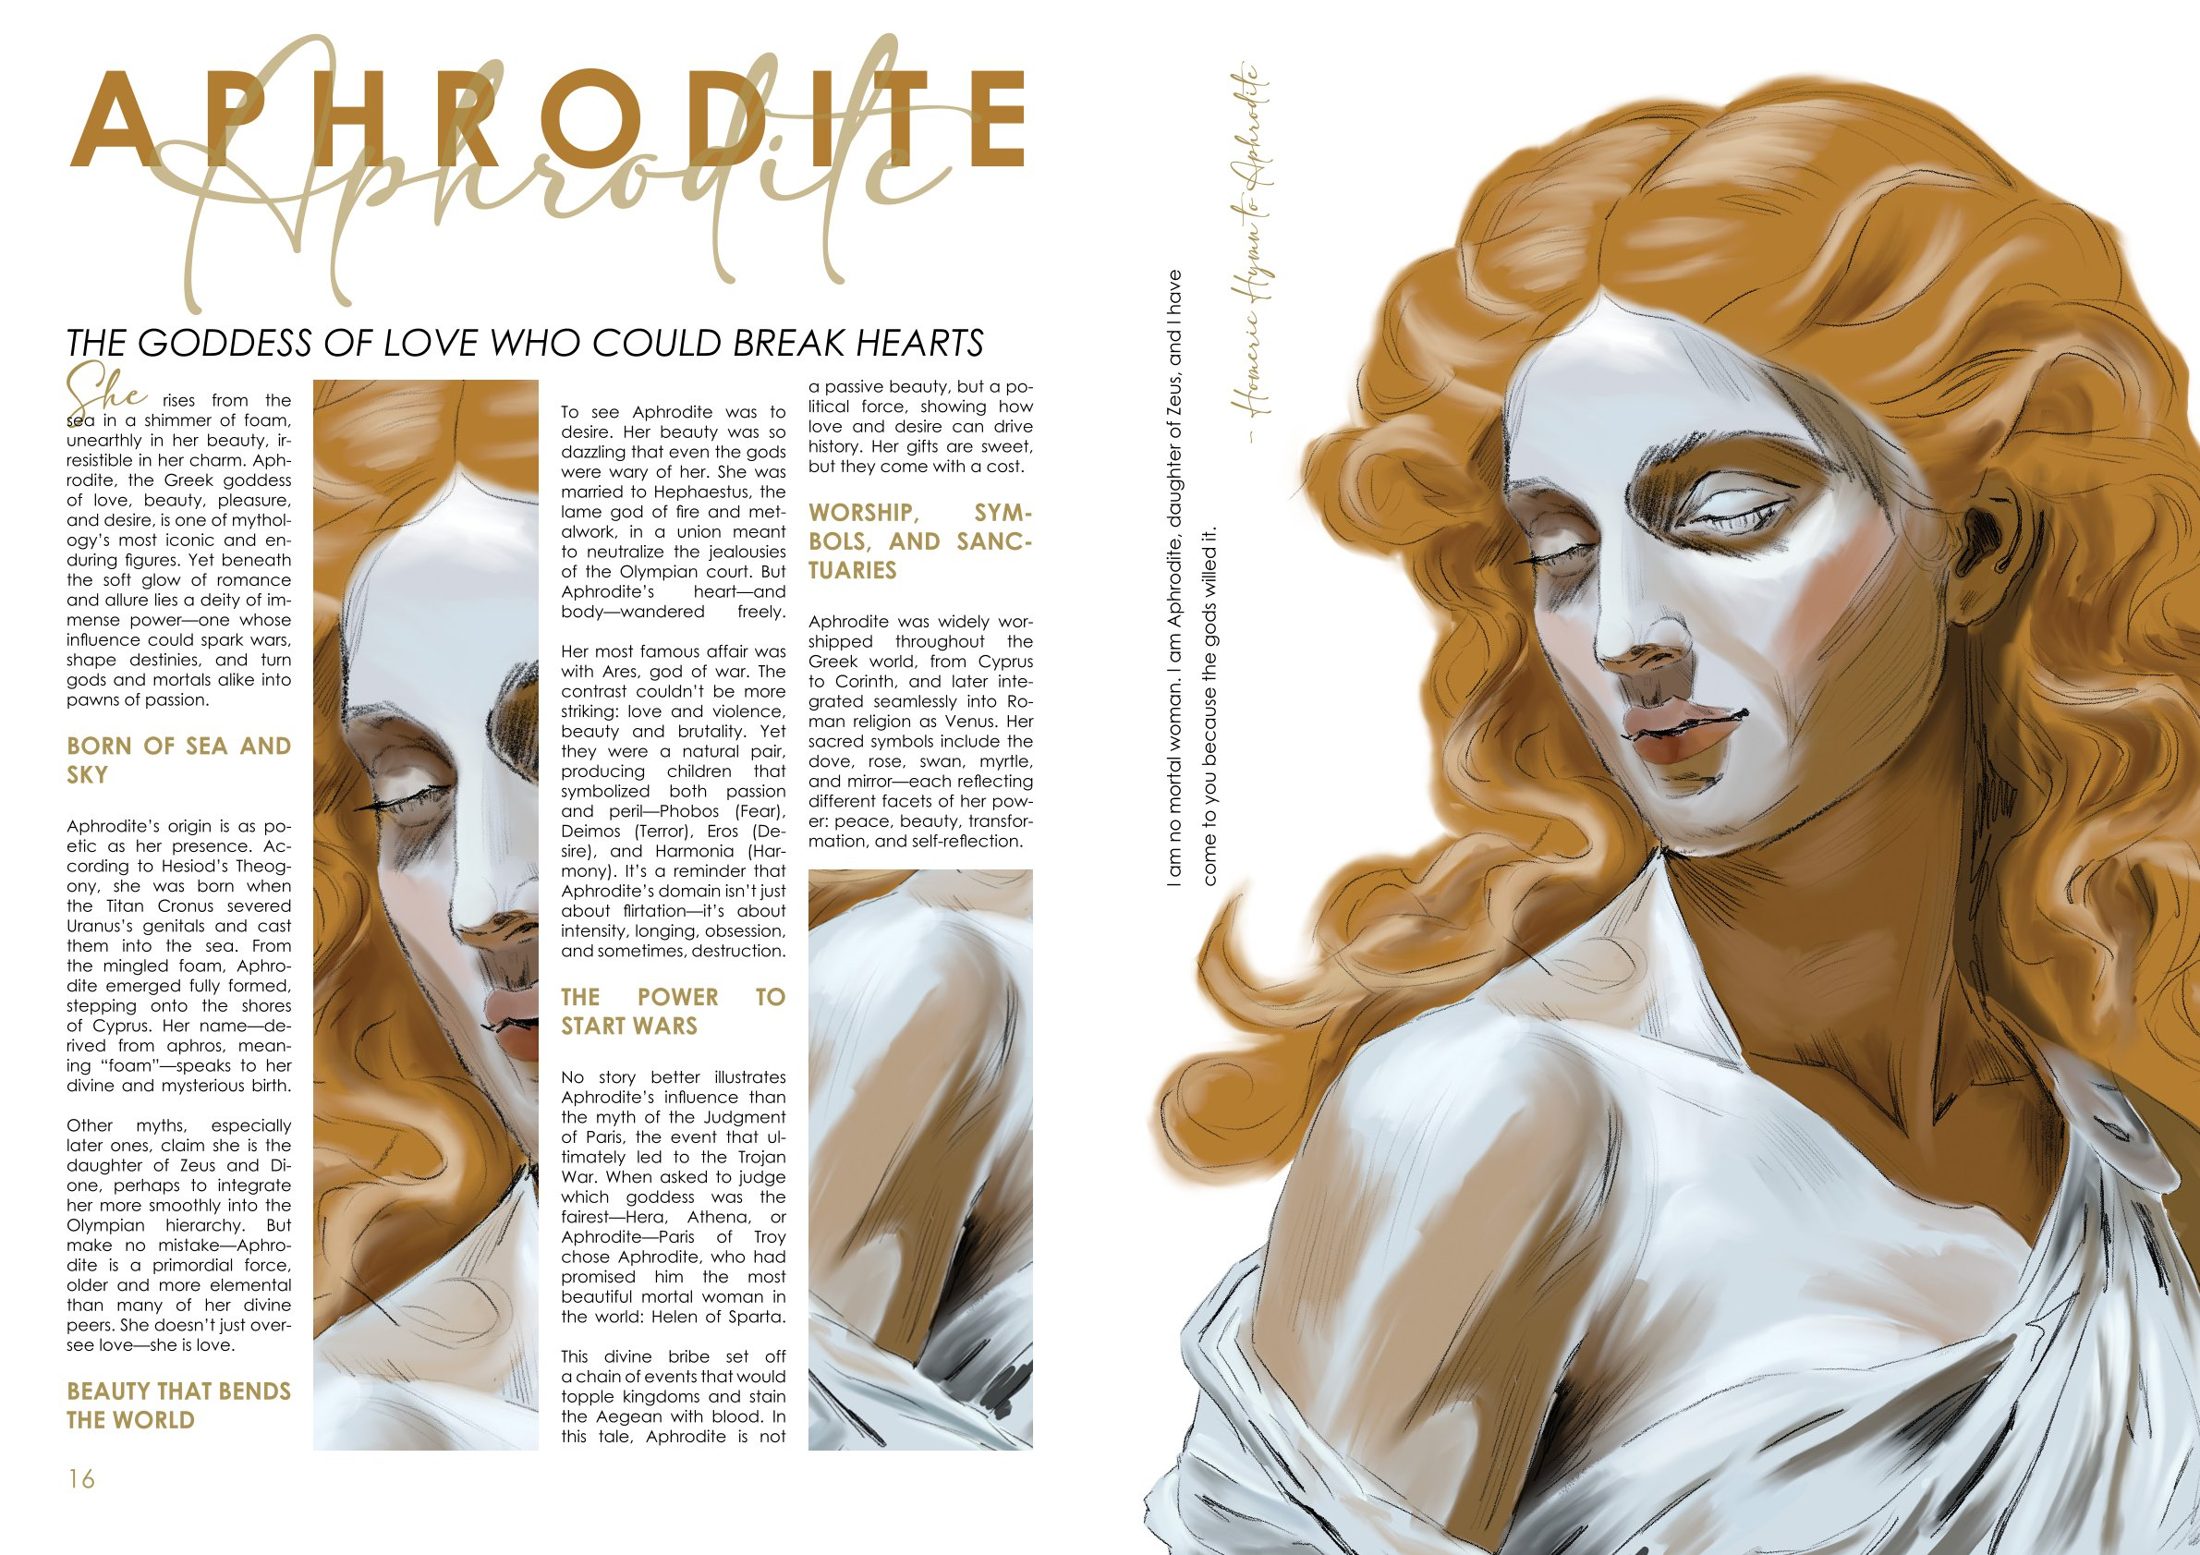 APHRODITE
Aphrodite
THE GODDESS OF LOVE WHO COULD BREAK HEARTS
She rises from the
sea in a shimmer of foam,
unearthly in her beauty, ir-
resistible in her charm. Aph-
rodite, the Greek goddess
of love, beauty, pleasure,
and desire, is one of mythol-
ogy's most iconic and en-
during figures. Yet beneath
the soft glow of romance
and allure lies a deity of im-
mense power—one whose
influence could spark wars,
shape destinies, and turn
gods and mortals alike into
pawns of passion.
BORN OF SEA AND
SKY
Aphrodite's origin is as po-
etic as her presence. Ac-
cording to Hesiod's Theog-
ony, she was born when
the Titan Cronus severed
Uranus's genitals and cast
them into the sea. From
the mingled foam, Aphro-
dite emerged fully formed,
stepping onto the shores
of Cyprus. Her name—de-
rived from aphros, mean-
ing “foam”—speaks to her
divine and mysterious birth.
Other myths, especially
later ones, claim she is the
daughter of Zeus and Di-
one, perhaps to integrate
her more smoothly into the
Olympian hierarchy. But
make no mistake—Aphro-
dite is a primordial force,
older and more elemental
than many of her divine
peers. She doesn't just over-
see love—she is love.
BEAUTY THAT BENDS
THE WORLD
To see Aphrodite was to
desire. Her beauty was so
dazzling that even the gods
were wary of her. She was
married to Hephaestus, the
lame god of fire and met-
alwork, in a union meant
to neutralize the jealousies
of the Olympian court. But
Aphrodite's heart—and
body—wandered freely.
Her most famous affair was
with Ares, god of war. The
contrast couldn't be more
striking: love and violence,
beauty and brutality. Yet
they were a natural pair,
producing children that
symbolized both passion
and peril—Phobos (Fear),
Deimos (Terror), Eros (De-
sire), and Harmonia (Har-
mony). It's a reminder that
Aphrodite's domain isn't just
about flirtation—it's about
intensity, longing, obsession,
and sometimes, destruction.
THE POWER TO
START WARS
No story better illustrates
Aphrodite's influence than
the myth of the Judgment
of Paris, the event that ul-
timately led to the Trojan
War. When asked to judge
which goddess was the
fairest—Hera, Athena, or
Aphrodite—Paris of Troy
chose Aphrodite, who had
promised him the most
beautiful mortal woman in
the world: Helen of Sparta.
This divine bribe set off
a chain of events that would
topple kingdoms and stain
the Aegean with blood. In
this tale, Aphrodite is not
a passive beauty, but a po-
litical force, showing how
love and desire can drive
history. Her gifts are sweet,
but they come with a cost.
WORSHIP, SYM-
BOLS, AND SANC-
TUARIES
Aphrodite was widely wor-
shipped throughout the
Greek world, from Cyprus
to Corinth, and later inte-
grated seamlessly into Ro-
man religion as Venus. Her
sacred symbols include the
dove, rose, swan, myrtle,
and mirror—each reflecting
different facets of her pow-
er: peace, beauty, transfor-
mation, and self-reflection.
16
I am no mortal woman. I am Aphrodite, daughter of Zeus, and I have
come to you because the gods willed it.
~ Homeric Hymn to Aphrodite